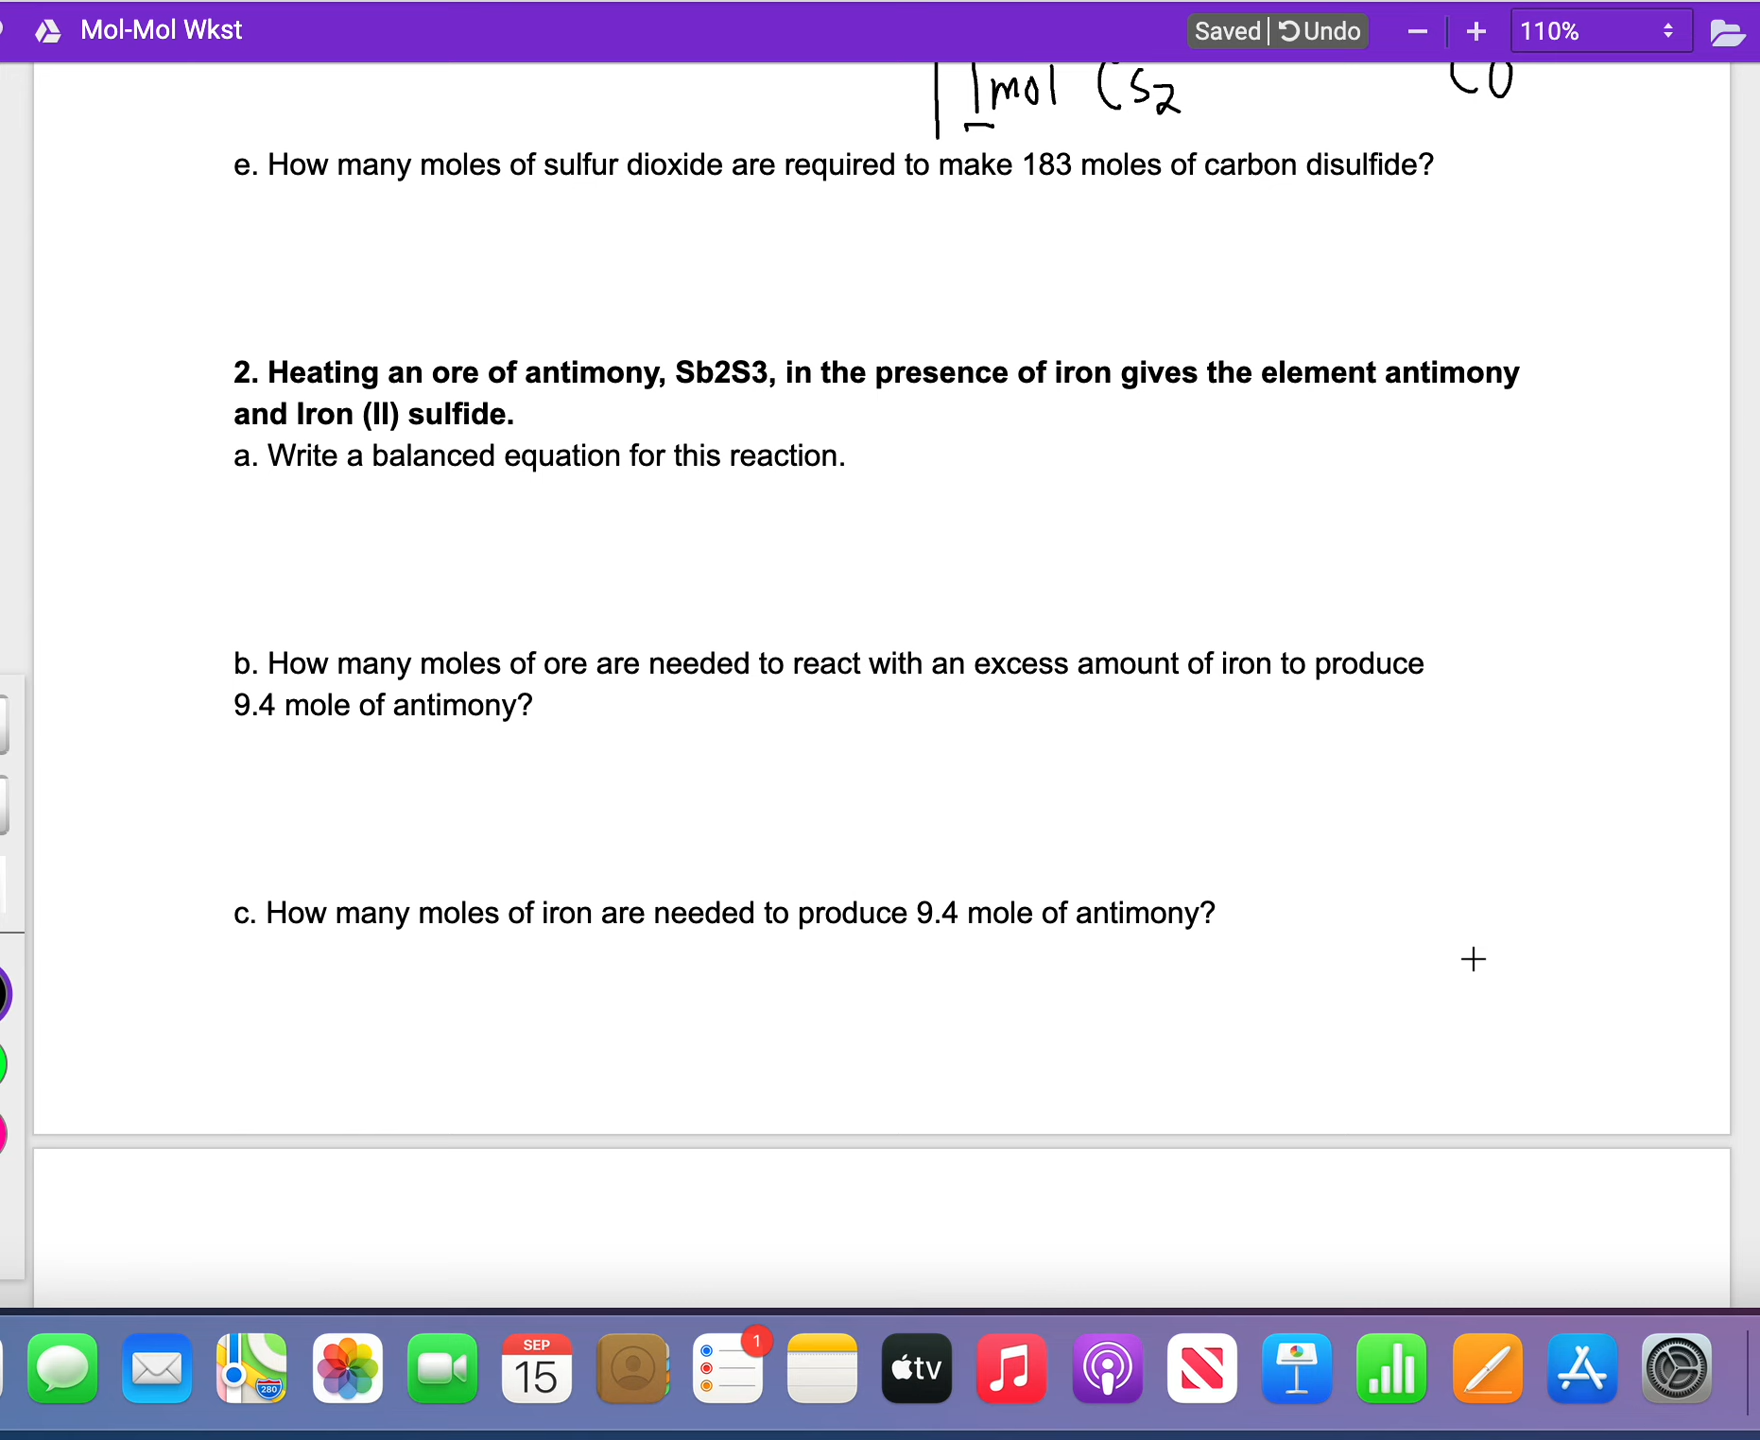 Mol-Mol Wkst
Saved | Undo
110%
1mol CS2 CO
e. How many moles of sulfur dioxide are required to make 183 moles of carbon disulfide?
2. Heating an ore of antimony, Sb2S3, in the presence of iron gives the element antimony
and Iron (II) sulfide.
a. Write a balanced equation for this reaction.
b. How many moles of ore are needed to react with an excess amount of iron to produce
9.4 mole of antimony?
c. How many moles of iron are needed to produce 9.4 mole of antimony?
280
SEP
15
1
tv